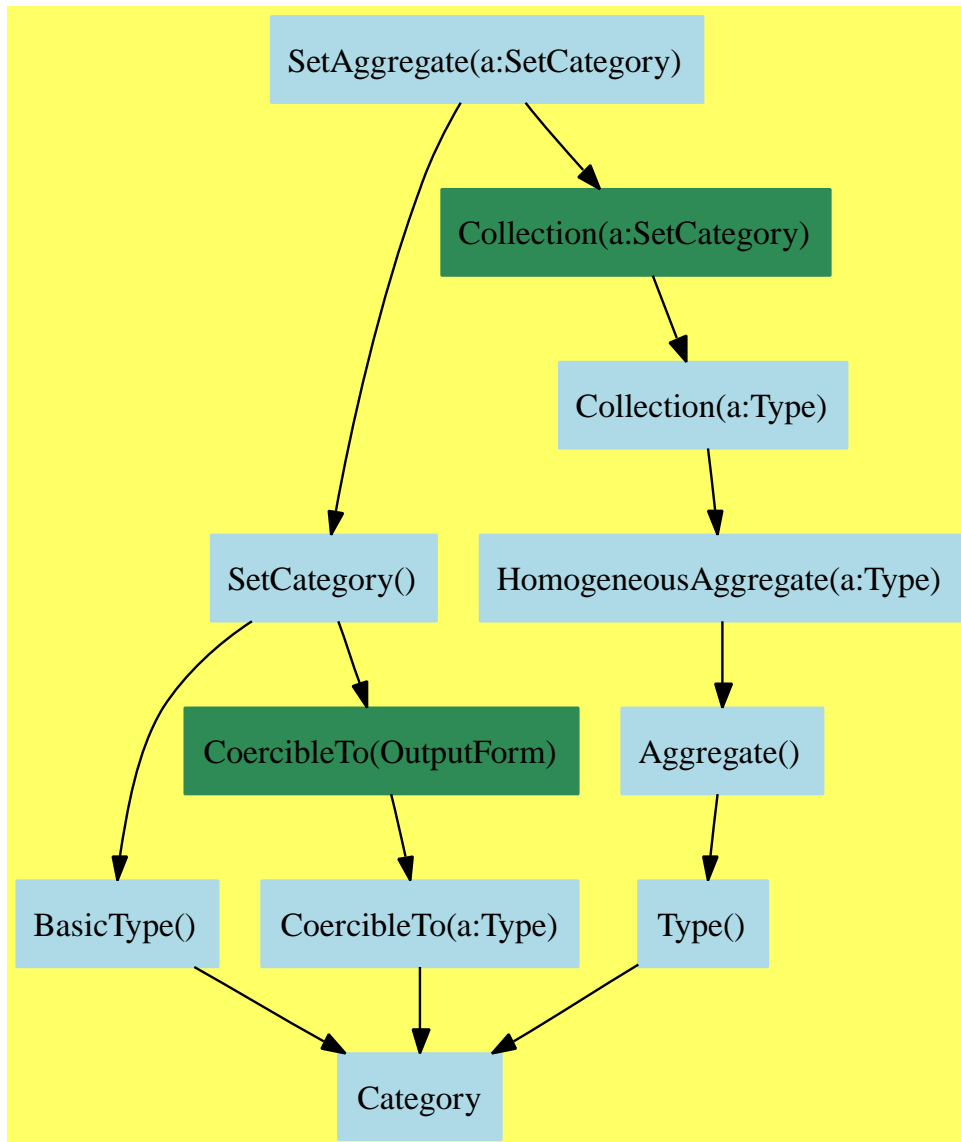 SetAggregate(a:SetCategory)
Collection(a:SetCategory)
Collection(a:Type)
SetCategory()
HomogeneousAggregate(a:Type)
CoercibleTo(OutputForm)
Aggregate()
BasicType()
CoercibleTo(a:Type)
Type()
Category